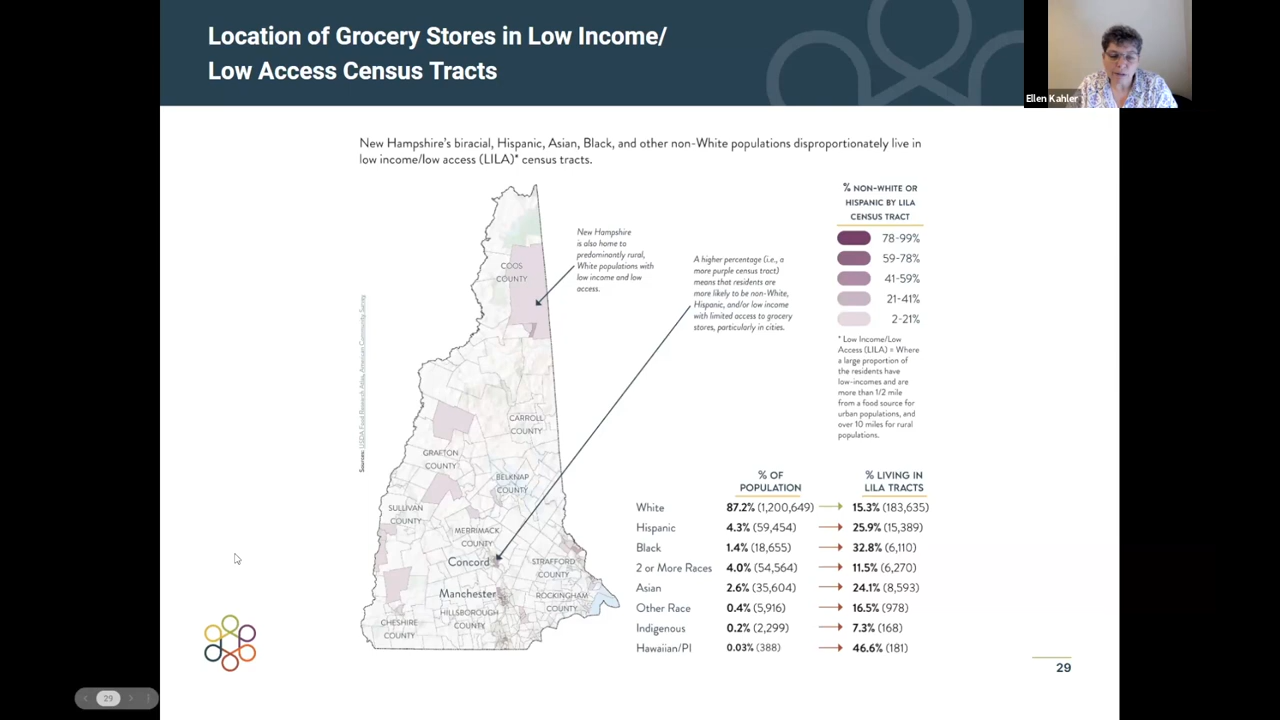 Location of Grocery Stores in Low Income/
Low Access Census Tracts
Ellen Kahler
New Hampshire's biracial, Hispanic, Asian, Black, and other non-White populations disproportionately live in
low income/low access (LILA)* census tracts.
% NON-WHITE OR
HISPANIC BY LILA
CENSUS TRACT
78-99%
59-78%
41-59%
21-41%
2-21%
* Low Income/Low
Access (LILA) = Where
a large proportion of
the residents have
low-incomes and are
more than 1/2 mile
from a food source for
urban populations, and
over 10 miles for rural
populations.
New Hampshire
is also home to
predominantly rural,
White populations with
low income and low
access.
A higher percentage (i.e., a
more purple census tract)
means that residents are
more likely to be non-White,
Hispanic, and/or low income
with limited access to grocery
stores, particularly in cities.
COOS
COUNTY
CARROLL
COUNTY
GRAFTON
COUNTY
BELKNAP
COUNTY
SULLIVAN
COUNTY
MERRIMACK
COUNTY
Concord
STRAFFORD
COUNTY
Manchester
ROCKINGHAM
COUNTY
HILLSBOROUGH
COUNTY
CHESHIRE
COUNTY
Sources: USDA Food Research Atlas, American Community Survey
% OF
POPULATION
% LIVING IN
LILA TRACTS
White 87.2% (1,200,649) 15.3% (183,635)
Hispanic 4.3% (59,454) 25.9% (15,389)
Black 1.4% (18,655) 32.8% (6,110)
2 or More Races 4.0% (54,564) 11.5% (6,270)
Asian 2.6% (35,604) 24.1% (8,593)
Other Race 0.4% (5,916) 16.5% (978)
Indigenous 0.2% (2,299) 7.3% (168)
Hawaiian/PI 0.03% (388) 46.6% (181)
29
29